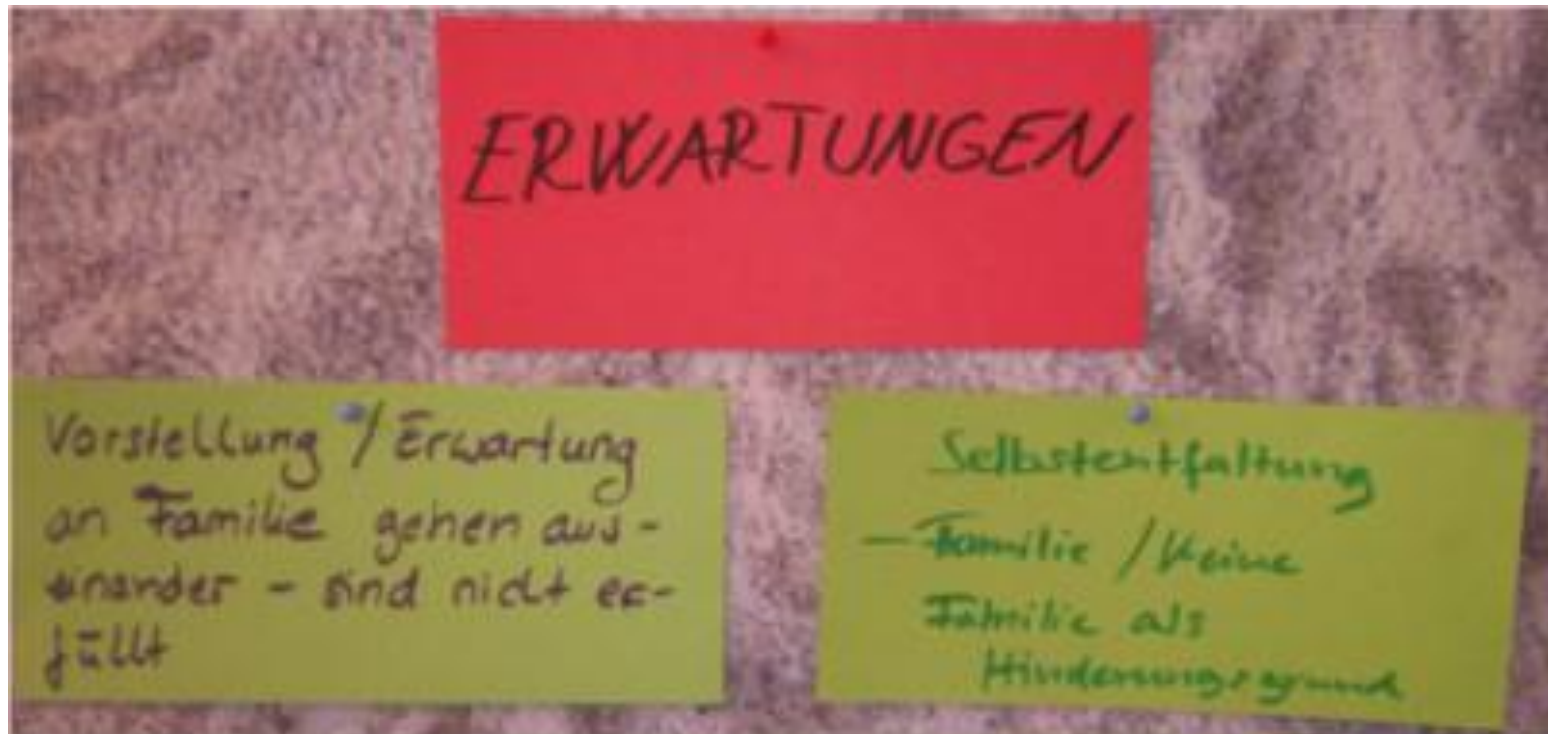 ERWARTUNGEN
Vorstellung / Erwartung
an Familie gehen aus-
einander - sind nicht er-
füllt
Selbstentfaltung
- Familie / Keine
Familie als
Hinderungsgrund